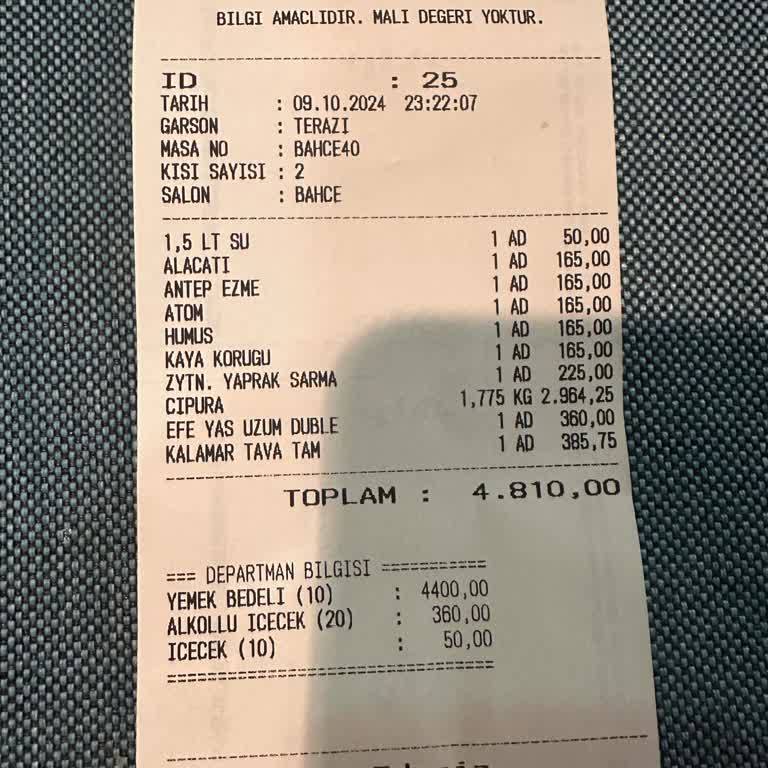 BILGI AMACLIDIR. MALI DEGERI YOKTUR.
ID : 25
TARIH : 09.10.2024 23:22:07
GARSON : TERAZI
MASA NO : BAHCE40
KISI SAYISI : 2
SALON : BAHCE
1,5 LT SU 1 AD 50,00
ALACATI 1 AD 165,00
ANTEP EZME 1 AD 165,00
ATOM 1 AD 165,00
HUMUS 1 AD 165,00
KAYA KORUGU 1 AD 165,00
ZYTN. YAPRAK SARMA 1 AD 225,00
CIPURA 1,775 KG 2.964,25
EFE YAS UZUM DUBLE 1 AD 360,00
KALAMAR TAVA TAM 1 AD 385,75
TOPLAM : 4.810,00
=== DEPARTMAN BILGISI ===========
YEMEK BEDELI (10) : 4400,00
ALKOLLU ICECEK (20) : 360,00
ICECEK (10) : 50,00